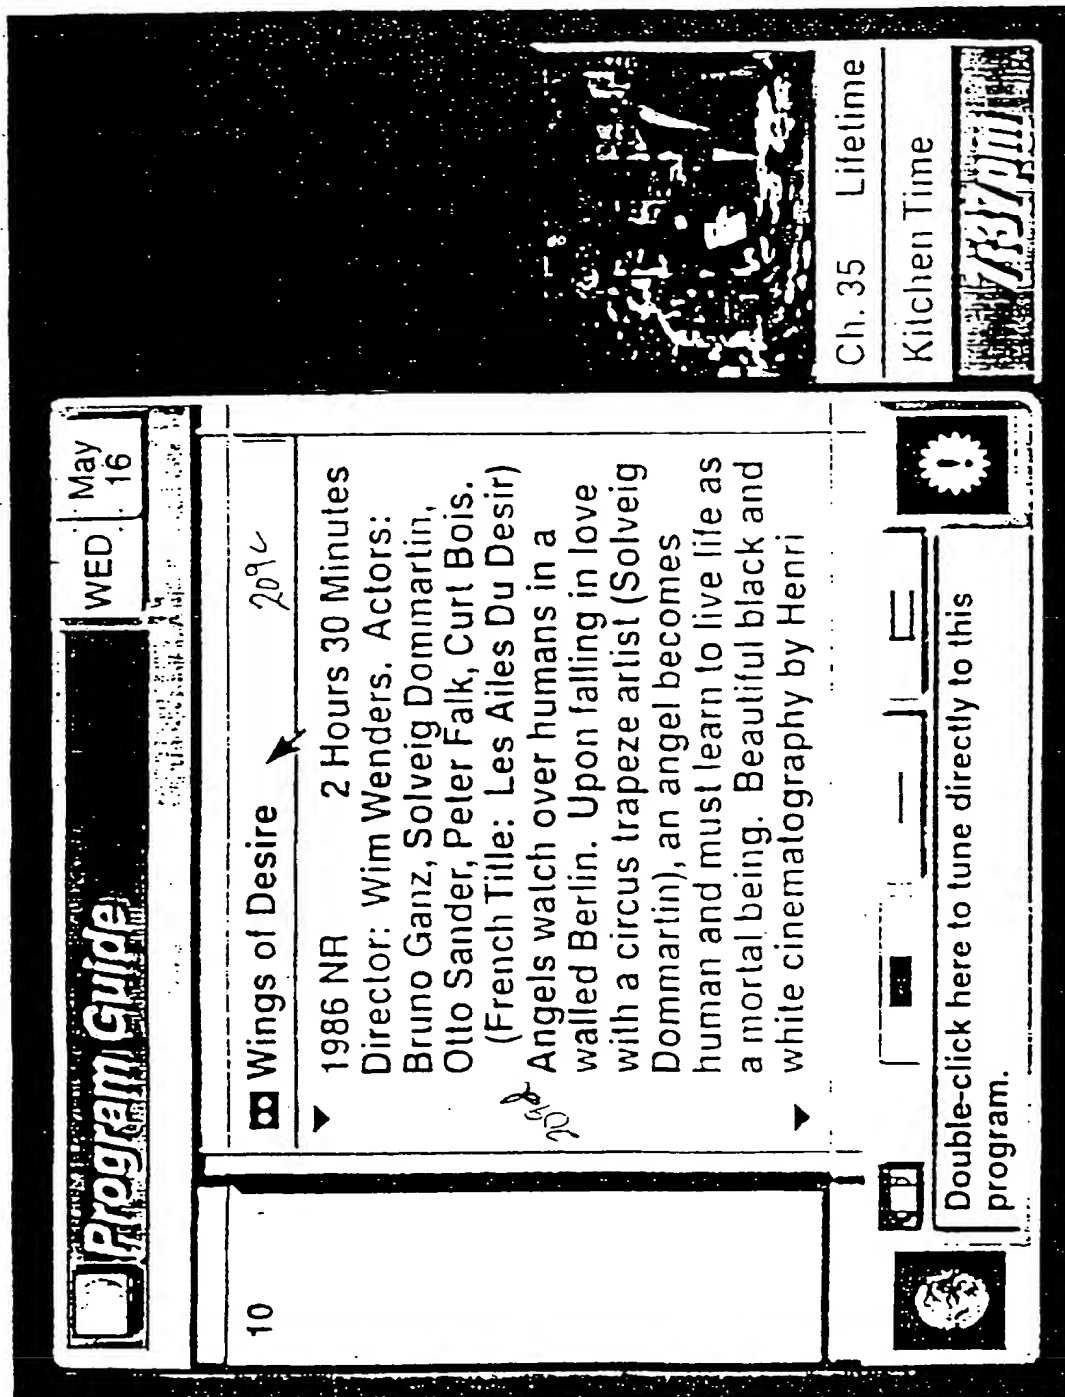 Program Guide
WED
May
16
10
Wings of Desire
209c
1986 NR 2 Hours 30 Minutes
Director: Wim Wenders. Actors:
Bruno Ganz, Solveig Dommartin,
Otto Sander, Peter Falk, Curt Bois.
(French Title: Les Ailes Du Desir)
Angels watch over humans in a
walled Berlin. Upon falling in love
with a circus trapeze artist (Solveig
Dommartin), an angel becomes
human and must learn to live life as
a mortal being. Beautiful black and
white cinematography by Henri
!
Double-click here to tune directly to this
program.
Ch. 35 Lifetime
Kitchen Time
7:37pm